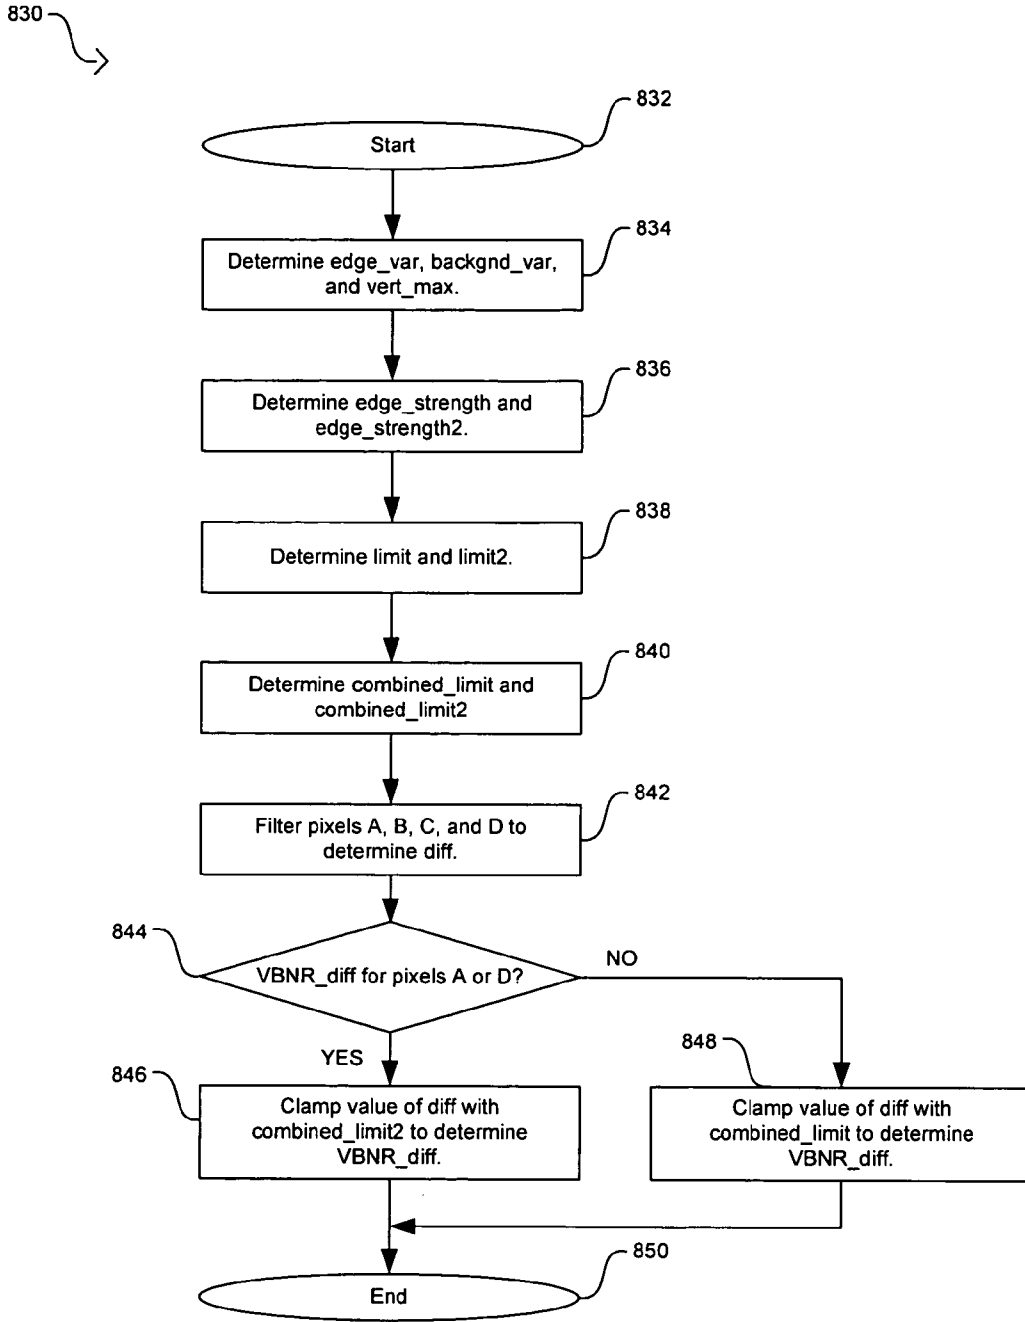 830
832
Start
834
Determine edge_var, backgnd_var,
and vert_max.
836
Determine edge_strength and
edge_strength2.
838
Determine limit and limit2.
840
Determine combined_limit and
combined_limit2
842
Filter pixels A, B, C, and D to
determine diff.
844
VBNR_diff for pixels A or D?
NO
YES
846
848
Clamp value of diff with
combined_limit2 to determine
VBNR_diff.
Clamp value of diff with
combined_limit to determine
VBNR_diff.
850
End